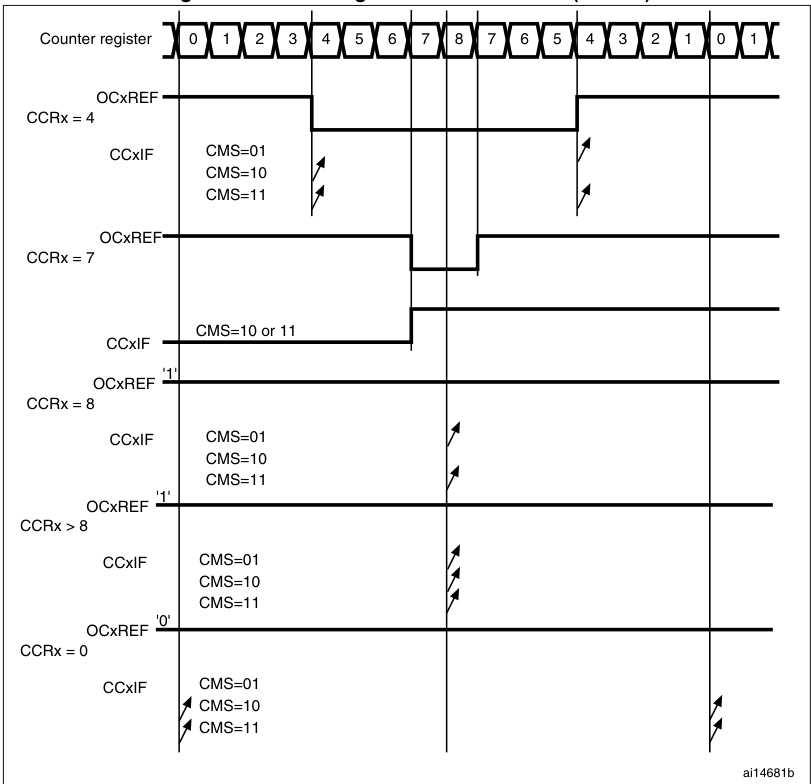 Counter register 0 1 2 3 4 5 6 7 8 7 6 5 4 3 2 1 0 1
OCxREF
CCRx = 4
CCxIF CMS=01
CMS=10
CMS=11
OCxREF
CCRx = 7
CMS=10 or 11
CCxIF
'1'
OCxREF
CCRx = 8
CCxIF CMS=01
CMS=10
CMS=11
'1'
OCxREF
CCRx > 8
CCxIF CMS=01
CMS=10
CMS=11
'0'
OCxREF
CCRx = 0
CCxIF CMS=01
CMS=10
CMS=11
ai14681b